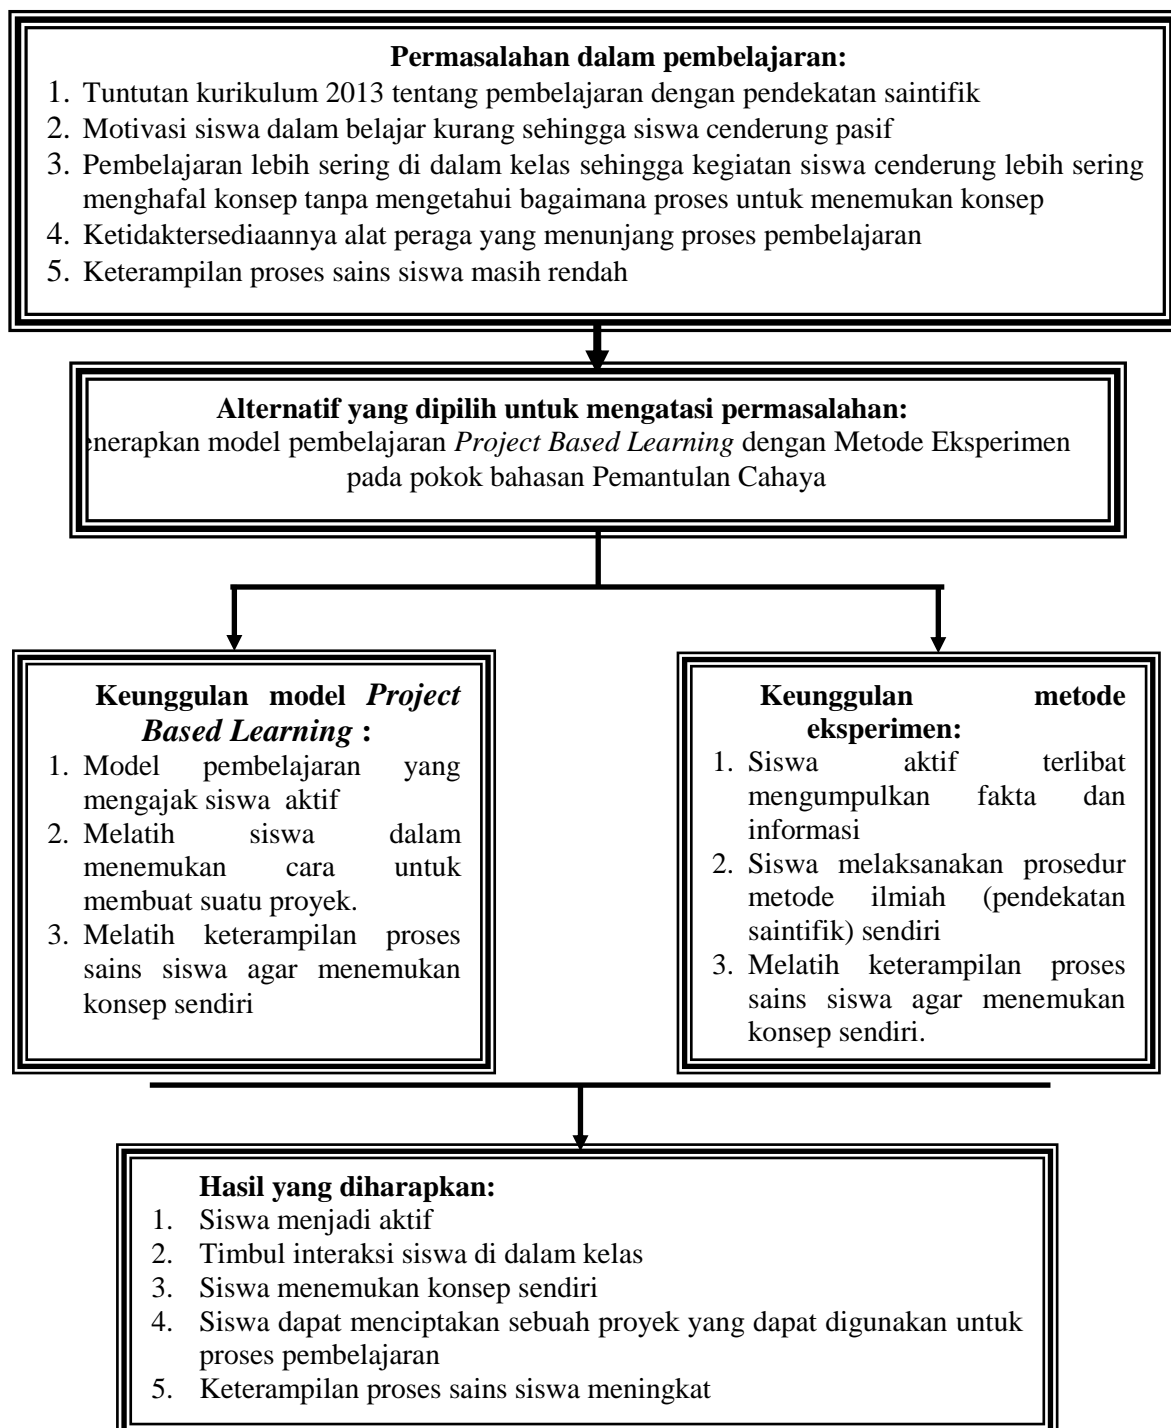 Permasalahan dalam pembelajaran:
1. Tuntutan kurikulum 2013 tentang pembelajaran dengan pendekatan saintifik
2. Motivasi siswa dalam belajar kurang sehingga siswa cenderung pasif
3. Pembelajaran lebih sering di dalam kelas sehingga kegiatan siswa cenderung lebih sering
menghafal konsep tanpa mengetahui bagaimana proses untuk menemukan konsep
4. Ketidaktersediaannya alat peraga yang menunjang proses pembelajaran
5. Keterampilan proses sains siswa masih rendah
Alternatif yang dipilih untuk mengatasi permasalahan:
enerapkan model pembelajaran Project Based Learning dengan Metode Eksperimen
pada pokok bahasan Pemantulan Cahaya
Keunggulan model Project
Based Learning :
1. Model pembelajaran yang
mengajak siswa aktif
2. Melatih siswa dalam
menemukan cara untuk
membuat suatu proyek.
3. Melatih keterampilan proses
sains siswa agar menemukan
konsep sendiri
Keunggulan metode
eksperimen:
1. Siswa aktif terlibat
mengumpulkan fakta dan
informasi
2. Siswa melaksanakan prosedur
metode ilmiah (pendekatan
saintifik) sendiri
3. Melatih keterampilan proses
sains siswa agar menemukan
konsep sendiri.
Hasil yang diharapkan:
1. Siswa menjadi aktif
2. Timbul interaksi siswa di dalam kelas
3. Siswa menemukan konsep sendiri
4. Siswa dapat menciptakan sebuah proyek yang dapat digunakan untuk
proses pembelajaran
5. Keterampilan proses sains siswa meningkat